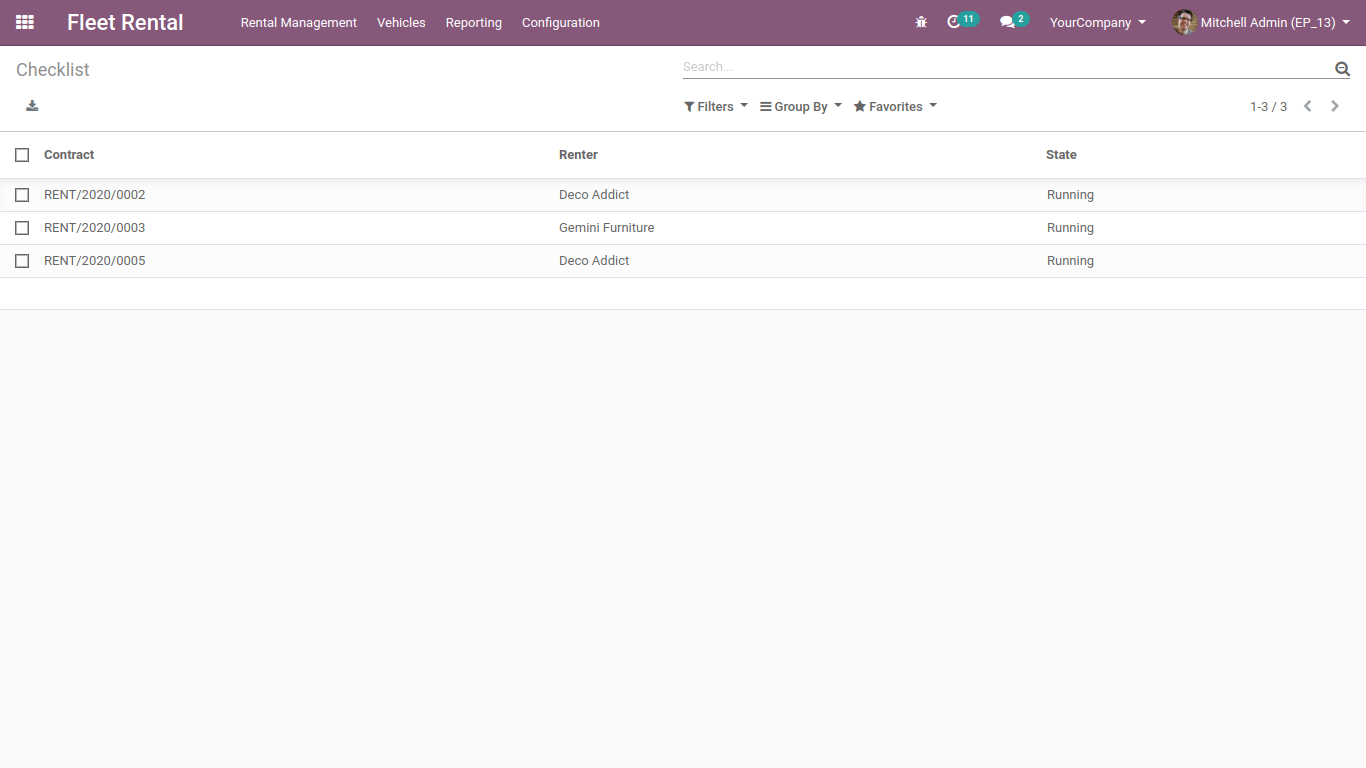 Fleet Rental Rental Management Vehicles Reporting Configuration 11 2 YourCompany Mitchell Admin (EP_13)
Checklist Search...
Filters Group By Favorites 1-3 / 3
Contract Renter State
RENT/2020/0002 Deco Addict Running
RENT/2020/0003 Gemini Furniture Running
RENT/2020/0005 Deco Addict Running